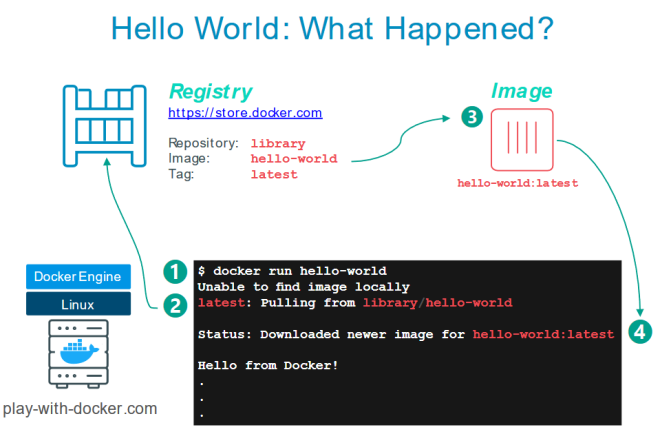 Hello World: What Happened?
Registry
https://store.docker.com
Repository: library
Image: hello-world
Tag: latest
Image
3
hello-world:latest
Docker Engine
Linux
play-with-docker.com
1
2
$ docker run hello-world
Unable to find image locally
latest: Pulling from library/hello-world
Status: Downloaded newer image for hello-world:latest
4
Hello from Docker!
.
.
.